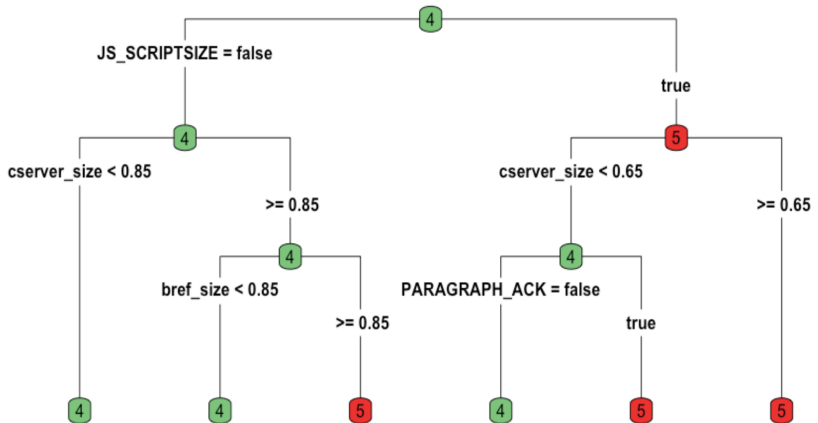 4
JS_SCRIPTSIZE = false
true
4
5
cserver_size < 0.85
cserver_size < 0.65
>= 0.85
>= 0.65
4
4
bref_size < 0.85
PARAGRAPH_ACK = false
>= 0.85
true
4
4
5
4
5
5